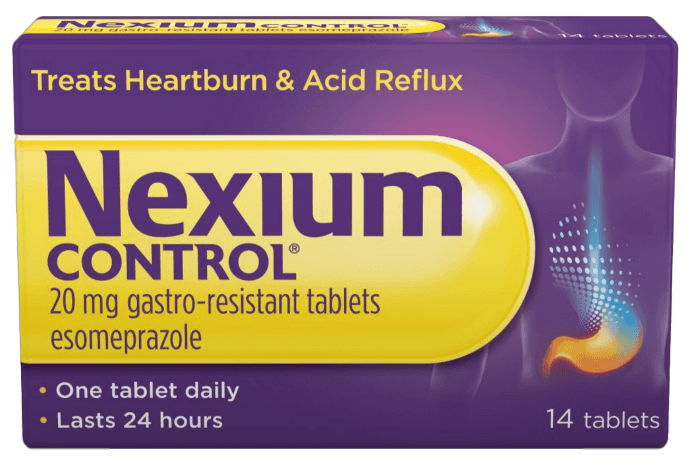 Nexium
CONTROL®
20 mg gastro-resistant tablets esomeprazole
14 tablets
Treats Heartburn & Acid Reflux
Nexium
CONTROL®
20 mg gastro-resistant tablets
esomeprazole
• One tablet daily
• Lasts 24 hours
14 tablets